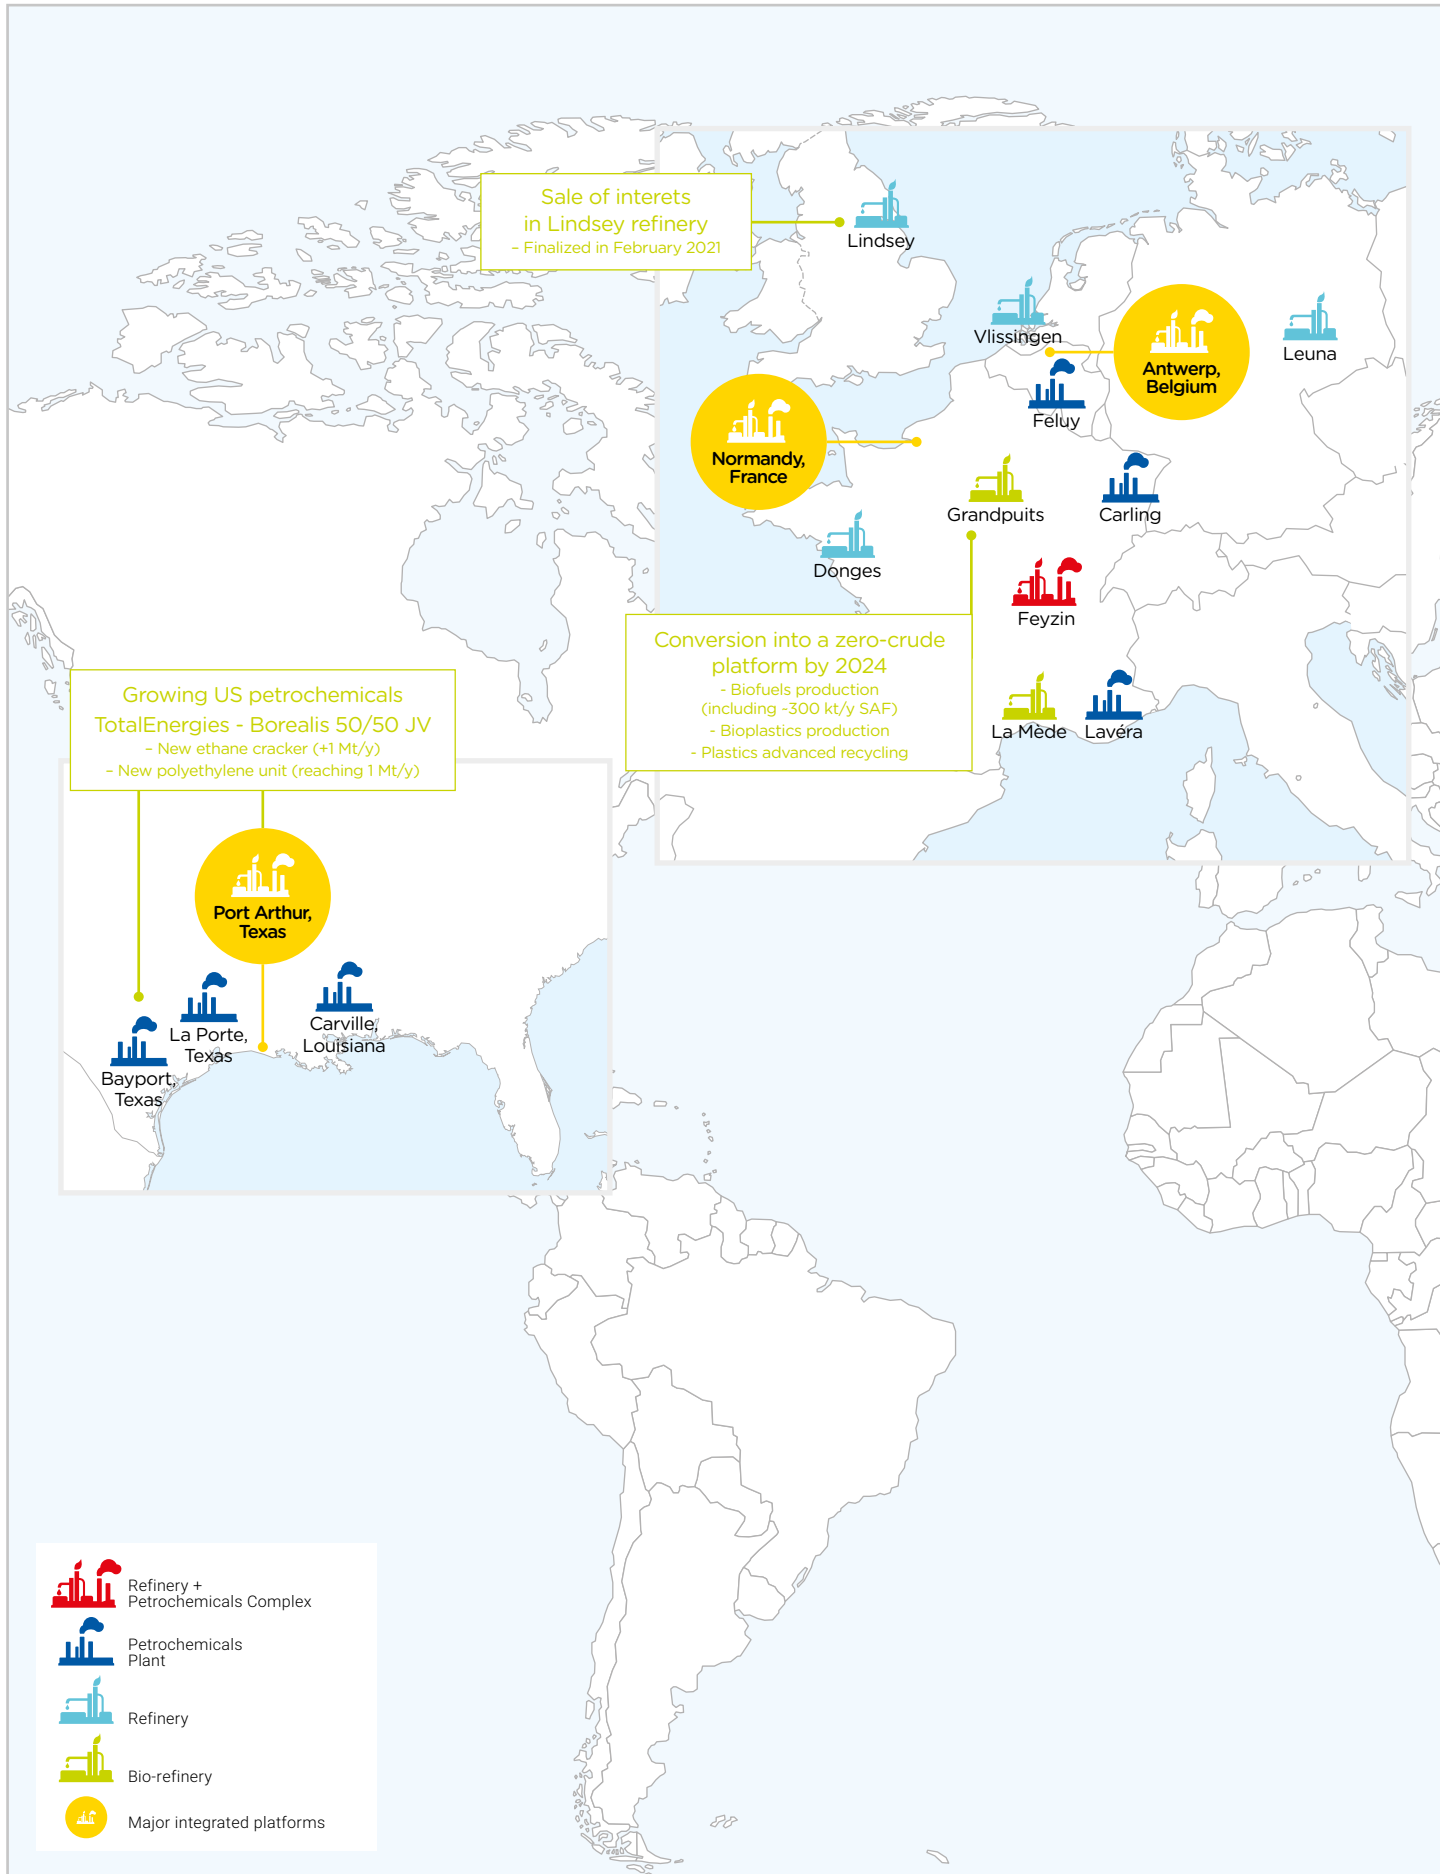 Sale of interets
in Lindsey refinery
– Finalized in February 2021
Lindsey
Vlissingen
Antwerp,
Belgium
Leuna
Feluy
Normandy,
France
Grandpuits
Carling
Donges
Feyzin
Conversion into a zero-crude
platform by 2024
- Biofuels production
(including ~300 kt/y SAF)
- Bioplastics production
- Plastics advanced recycling
La Mède
Lavéra
Growing US petrochemicals
TotalEnergies - Borealis 50/50 JV
– New ethane cracker (+1 Mt/y)
– New polyethylene unit (reaching 1 Mt/y)
Port Arthur,
Texas
La Porte,
Texas
Carville,
Louisiana
Bayport,
Texas
Refinery +
Petrochemicals Complex
Petrochemicals
Plant
Refinery
Bio-refinery
Major integrated platforms